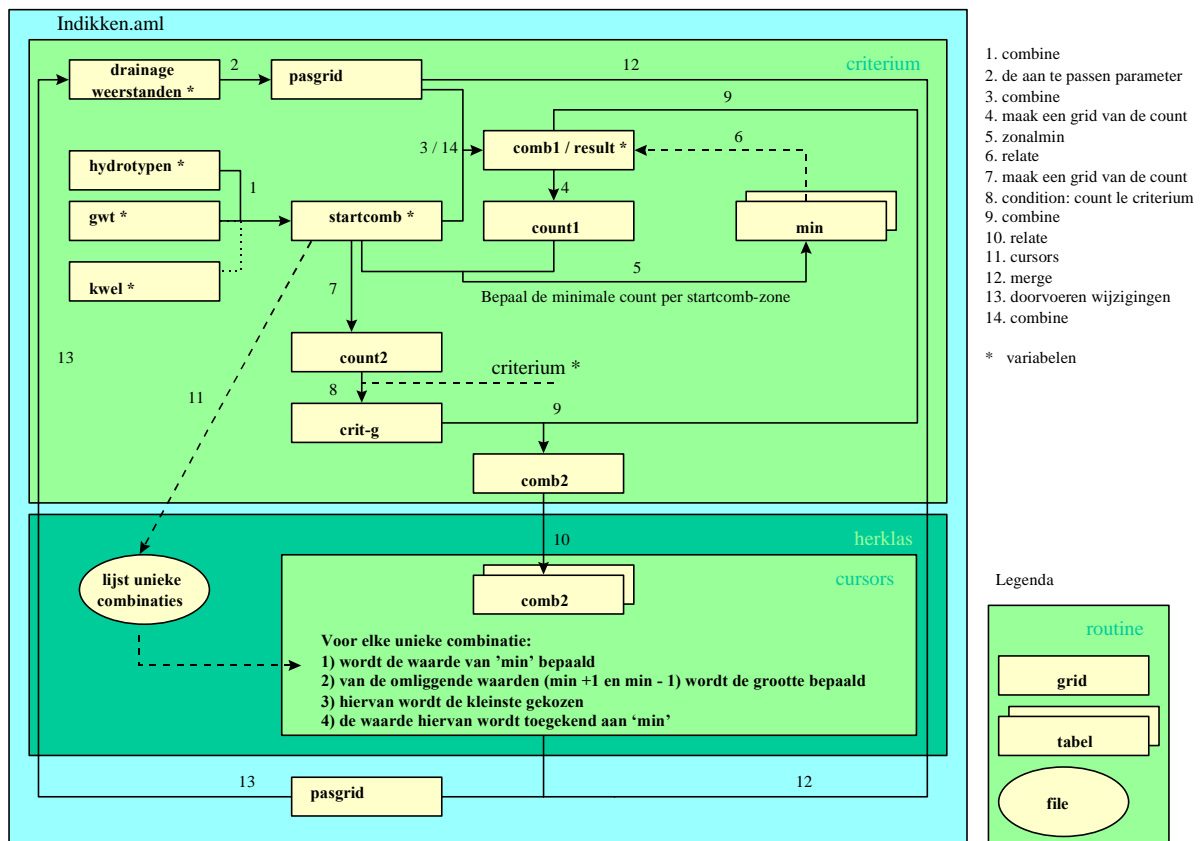 Indikken.aml
criterium
drainage
weerstanden *
2
pasgrid
12
9
hydrotypen *
1
3 / 14
comb1 / result *
6
4
gwt *
startcomb *
count1
min
kwel *
5
7
Bepaal de minimale count per startcomb-zone
13
count2
criterium *
11
8
9
crit-g
comb2
10
herklas
cursors
lijst unieke
combinaties
comb2
Voor elke unieke combinatie:
1) wordt de waarde van ’min’ bepaald
2) van de omliggende waarden (min +1 en min - 1) wordt de grootte bepaald
3) hiervan wordt de kleinste gekozen
4) de waarde hiervan wordt toegekend aan ‘min’
13
pasgrid
12
1. combine
2. de aan te passen parameter
3. combine
4. maak een grid van de count
5. zonalmin
6. relate
7. maak een grid van de count
8. condition: count le criterium
9. combine
10. relate
11. cursors
12. merge
13. doorvoeren wijzigingen
14. combine
* variabelen
Legenda
routine
grid
tabel
file